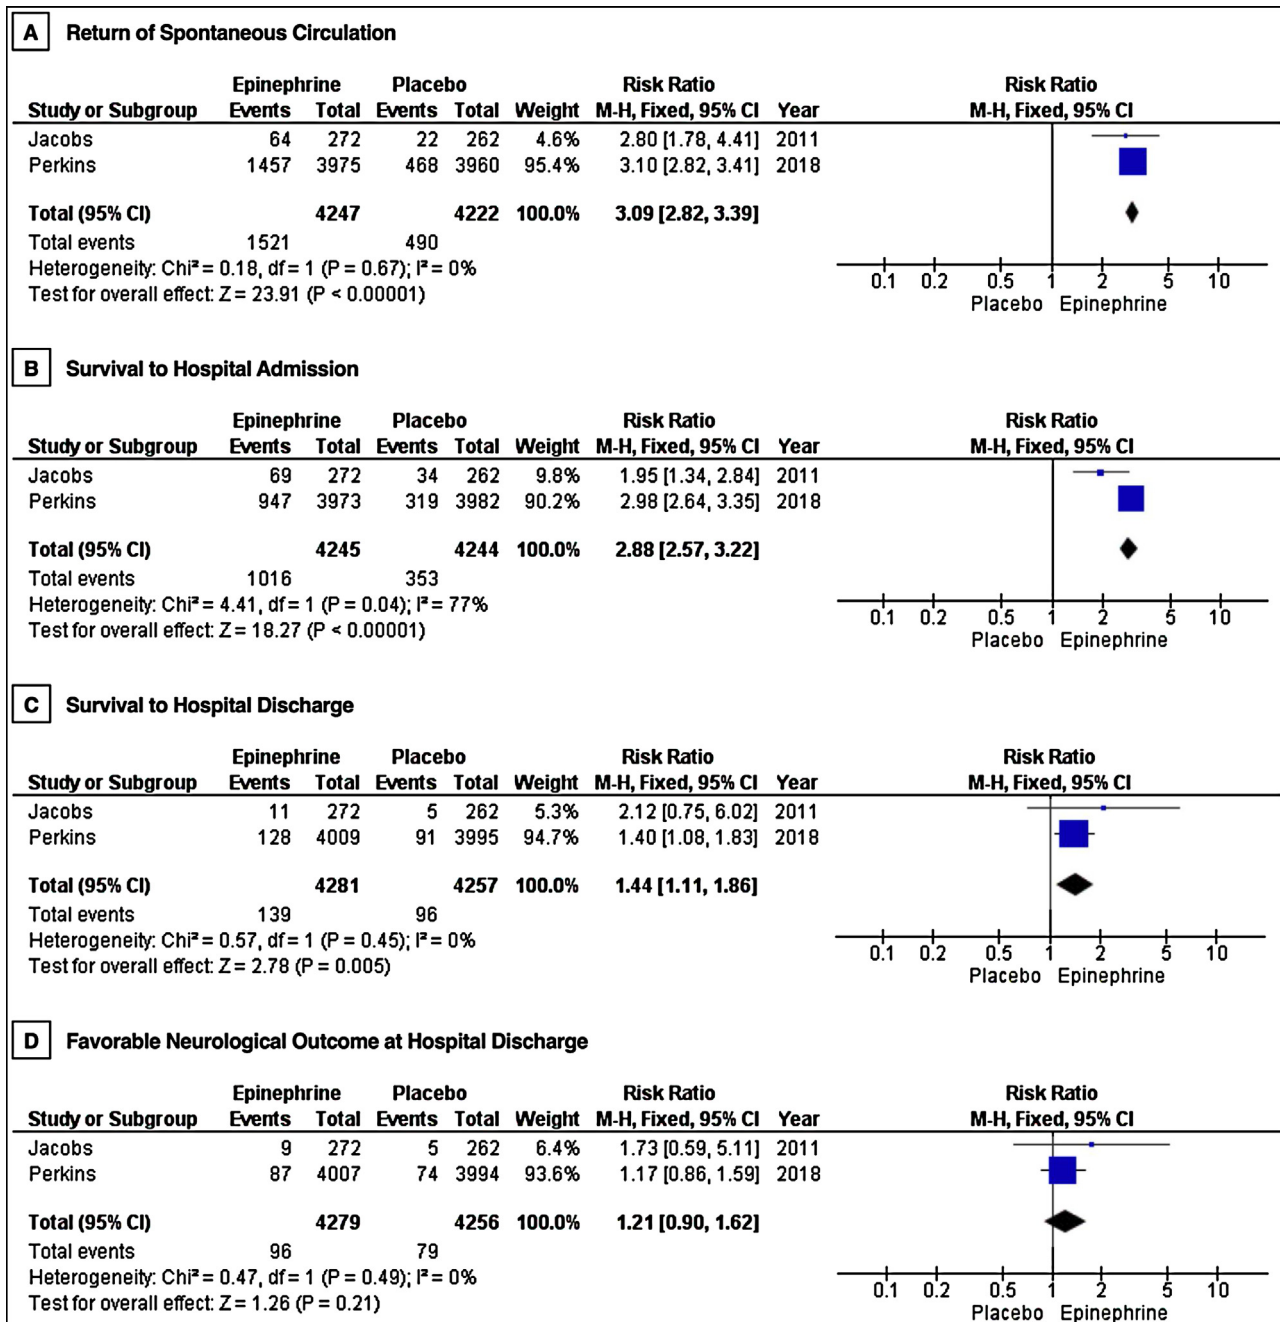 A Return of Spontaneous Circulation
Epinephrine Placebo Risk Ratio Risk Ratio
Study or Subgroup Events Total Events Total Weight M-H, Fixed, 95% CI Year M-H, Fixed, 95% CI
Jacobs 64 272 22 262 4.6% 2.80 [1.78, 4.41] 2011
Perkins 1457 3975 468 3960 95.4% 3.10 [2.82, 3.41] 2018
Total (95% CI) 4247 4222 100.0% 3.09 [2.82, 3.39]
Total events 1521 490
Heterogeneity: Chi² = 0.18, df = 1 (P = 0.67); I² = 0%
Test for overall effect: Z = 23.91 (P < 0.00001)
0.1 0.2 0.5 1 2 5 10
Placebo Epinephrine
B Survival to Hospital Admission
Epinephrine Placebo Risk Ratio Risk Ratio
Study or Subgroup Events Total Events Total Weight M-H, Fixed, 95% CI Year M-H, Fixed, 95% CI
Jacobs 69 272 34 262 9.8% 1.95 [1.34, 2.84] 2011
Perkins 947 3973 319 3982 90.2% 2.98 [2.64, 3.35] 2018
Total (95% CI) 4245 4244 100.0% 2.88 [2.57, 3.22]
Total events 1016 353
Heterogeneity: Chi² = 4.41, df = 1 (P = 0.04); I² = 77%
Test for overall effect: Z = 18.27 (P < 0.00001)
0.1 0.2 0.5 1 2 5 10
Placebo Epinephrine
C Survival to Hospital Discharge
Epinephrine Placebo Risk Ratio Risk Ratio
Study or Subgroup Events Total Events Total Weight M-H, Fixed, 95% CI Year M-H, Fixed, 95% CI
Jacobs 11 272 5 262 5.3% 2.12 [0.75, 6.02] 2011
Perkins 128 4009 91 3995 94.7% 1.40 [1.08, 1.83] 2018
Total (95% CI) 4281 4257 100.0% 1.44 [1.11, 1.86]
Total events 139 96
Heterogeneity: Chi² = 0.57, df = 1 (P = 0.45); I² = 0%
Test for overall effect: Z = 2.78 (P = 0.005)
0.1 0.2 0.5 1 2 5 10
Placebo Epinephrine
D Favorable Neurological Outcome at Hospital Discharge
Epinephrine Placebo Risk Ratio Risk Ratio
Study or Subgroup Events Total Events Total Weight M-H, Fixed, 95% CI Year M-H, Fixed, 95% CI
Jacobs 9 272 5 262 6.4% 1.73 [0.59, 5.11] 2011
Perkins 87 4007 74 3994 93.6% 1.17 [0.86, 1.59] 2018
Total (95% CI) 4279 4256 100.0% 1.21 [0.90, 1.62]
Total events 96 79
Heterogeneity: Chi² = 0.47, df = 1 (P = 0.49); I² = 0%
Test for overall effect: Z = 1.26 (P = 0.21)
0.1 0.2 0.5 1 2 5 10
Placebo Epinephrine